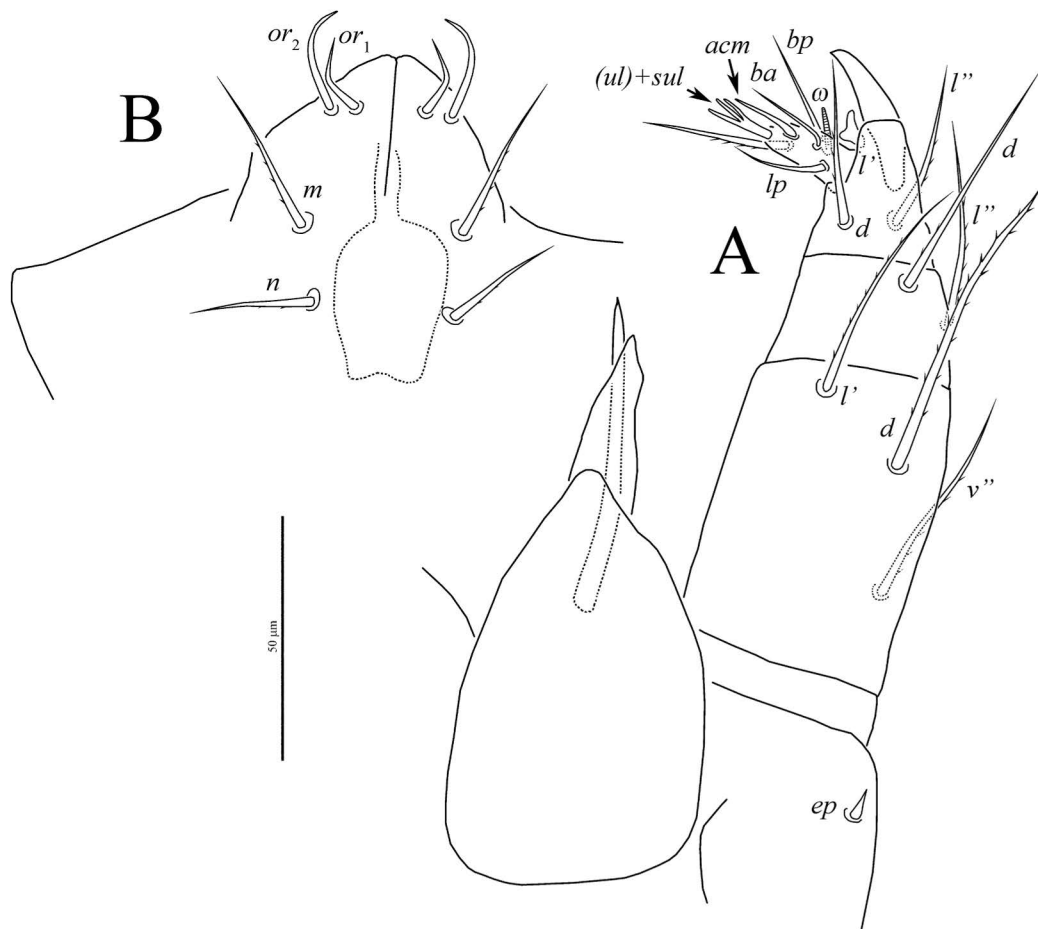 or₂
or₁
acm
bp
(ul)+sul
ba
ω
l’’
B
l’
d
lp
m
d
l’’
A
n
l’
d
v’’
50 μm
ep